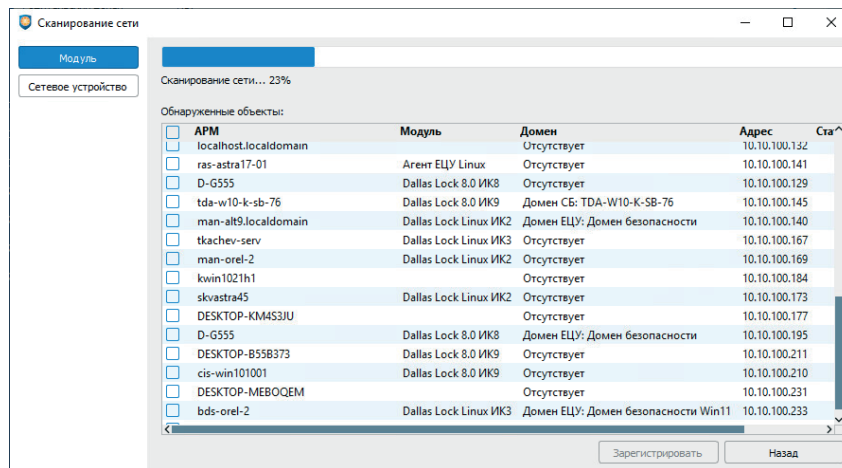 Сканирование сети
Модуль
Сетевое устройство
Сканирование сети... 23%
Обнаруженные объекты:
АРМ Модуль Домен Адрес
localhost.localdomain Отсутствует 10.10.100.132
ras-astra17-01 Агент ЕЦУ Linux Отсутствует 10.10.100.141
D-G555 Dallas Lock 8.0 ИК8 Отсутствует 10.10.100.129
tda-w10-k-sb-76 Dallas Lock 8.0 ИК9 Домен СБ: TDA-W10-K-SB-76 10.10.100.145
man-alt9.localdomain Dallas Lock Linux ИК2 Домен ЕЦУ: Домен безопасности 10.10.100.140
tkachev-serv Dallas Lock Linux ИК3 Отсутствует 10.10.100.167
man-orel-2 Dallas Lock Linux ИК2 Отсутствует 10.10.100.169
kwin1021h1 Отсутствует 10.10.100.184
skvastra45 Dallas Lock Linux ИК2 Отсутствует 10.10.100.173
DESKTOP-KM4S3JU Отсутствует 10.10.100.177
D-G555 Dallas Lock 8.0 ИК8 Домен ЕЦУ: Домен безопасности 10.10.100.195
DESKTOP-B55B373 Dallas Lock 8.0 ИК9 Отсутствует 10.10.100.211
cis-win101001 Dallas Lock 8.0 ИК9 Отсутствует 10.10.100.210
DESKTOP-MEBOQEM Отсутствует 10.10.100.231
bds-orel-2 Dallas Lock Linux ИК3 Домен ЕЦУ: Домен безопасности Win11 10.10.100.233
Зарегистрировать Назад